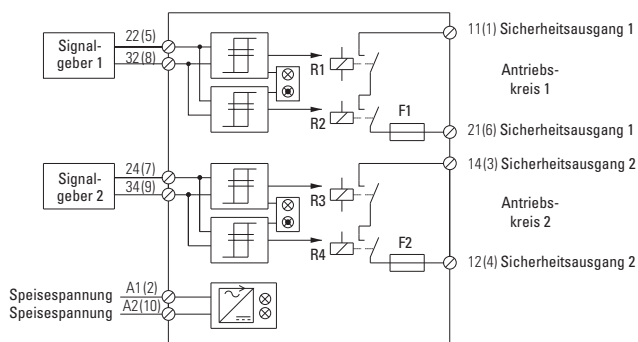 22(5)
Signal-
geber 1
32(8)
R1
R2
F1
11(1) Sicherheitsausgang 1
Antriebs-
kreis 1
21(6) Sicherheitsausgang 1
24(7)
Signal-
geber 2
34(9)
R3
R4
F2
14(3) Sicherheitsausgang 2
Antriebs-
kreis 2
12(4) Sicherheitsausgang 2
Speisespannung A1(2)
Speisespannung A2(10)